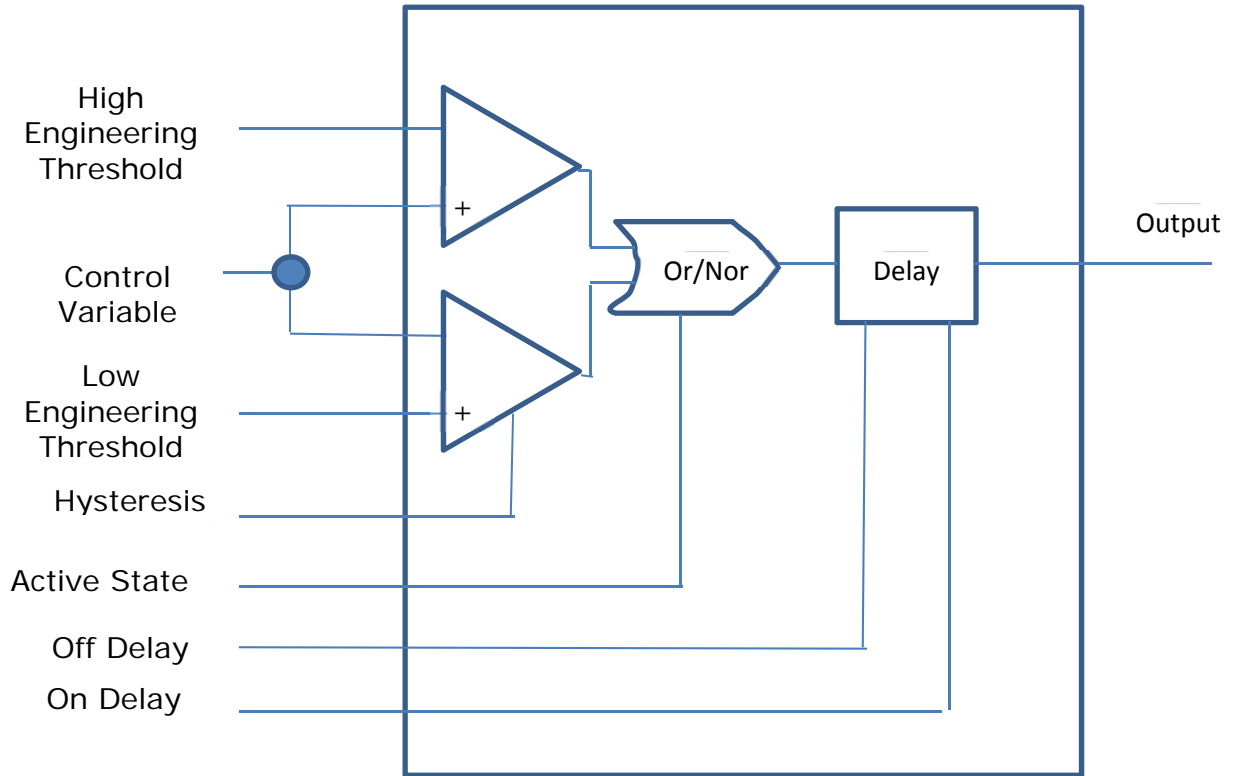 High
Engineering
Threshold
+
Control
Variable
Low
Engineering
Threshold
+
Hysteresis
Active State
Off Delay
On Delay
Or/Nor
Delay
Output